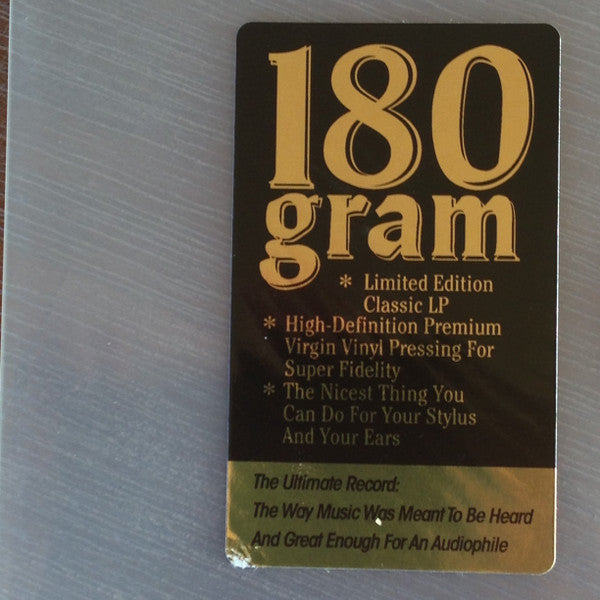 180
gram
* Limited Edition
Classic LP
* High-Definition Premium
Virgin Vinyl Pressing For
Super Fidelity
* The Nicest Thing You
Can Do For Your Stylus
And Your Ears
The Ultimate Record:
The Way Music Was Meant To Be Heard
And Great Enough For An Audiophile